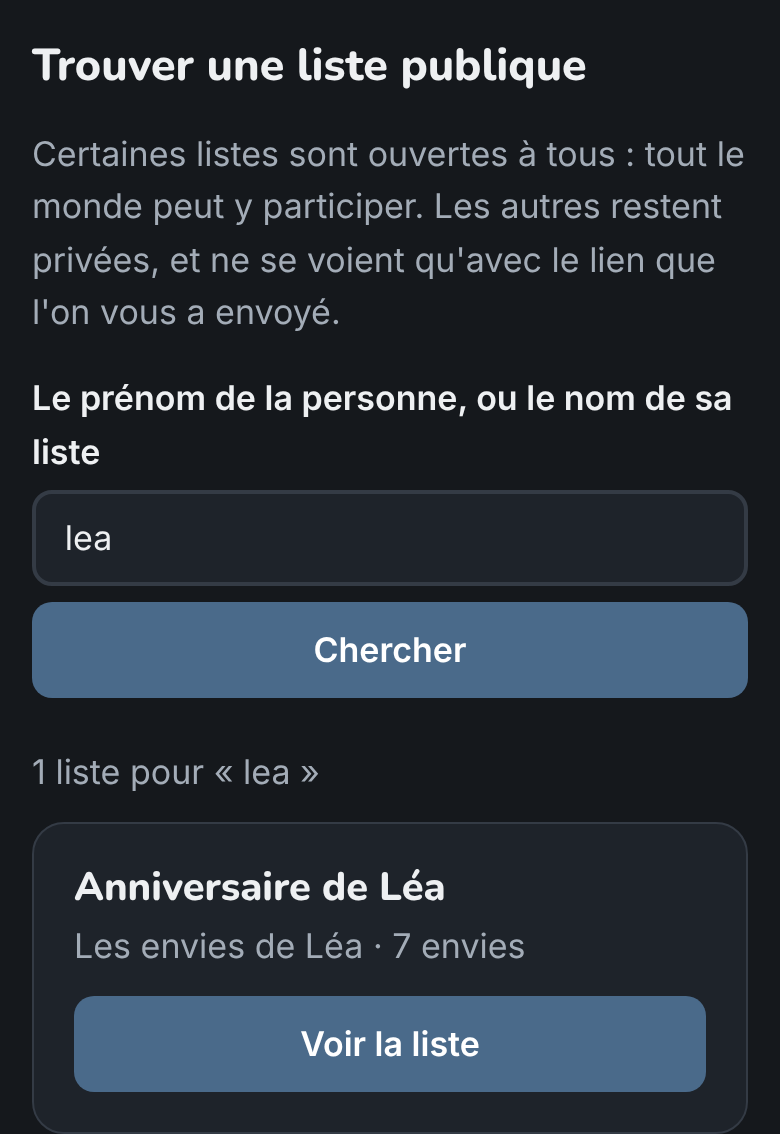 Trouver une liste publique
Certaines listes sont ouvertes à tous : tout le
monde peut y participer. Les autres restent
privées, et ne se voient qu'avec le lien que
l'on vous a envoyé.
Le prénom de la personne, ou le nom de sa
liste
lea
Chercher
1 liste pour « lea »
Anniversaire de Léa
Les envies de Léa · 7 envies
Voir la liste